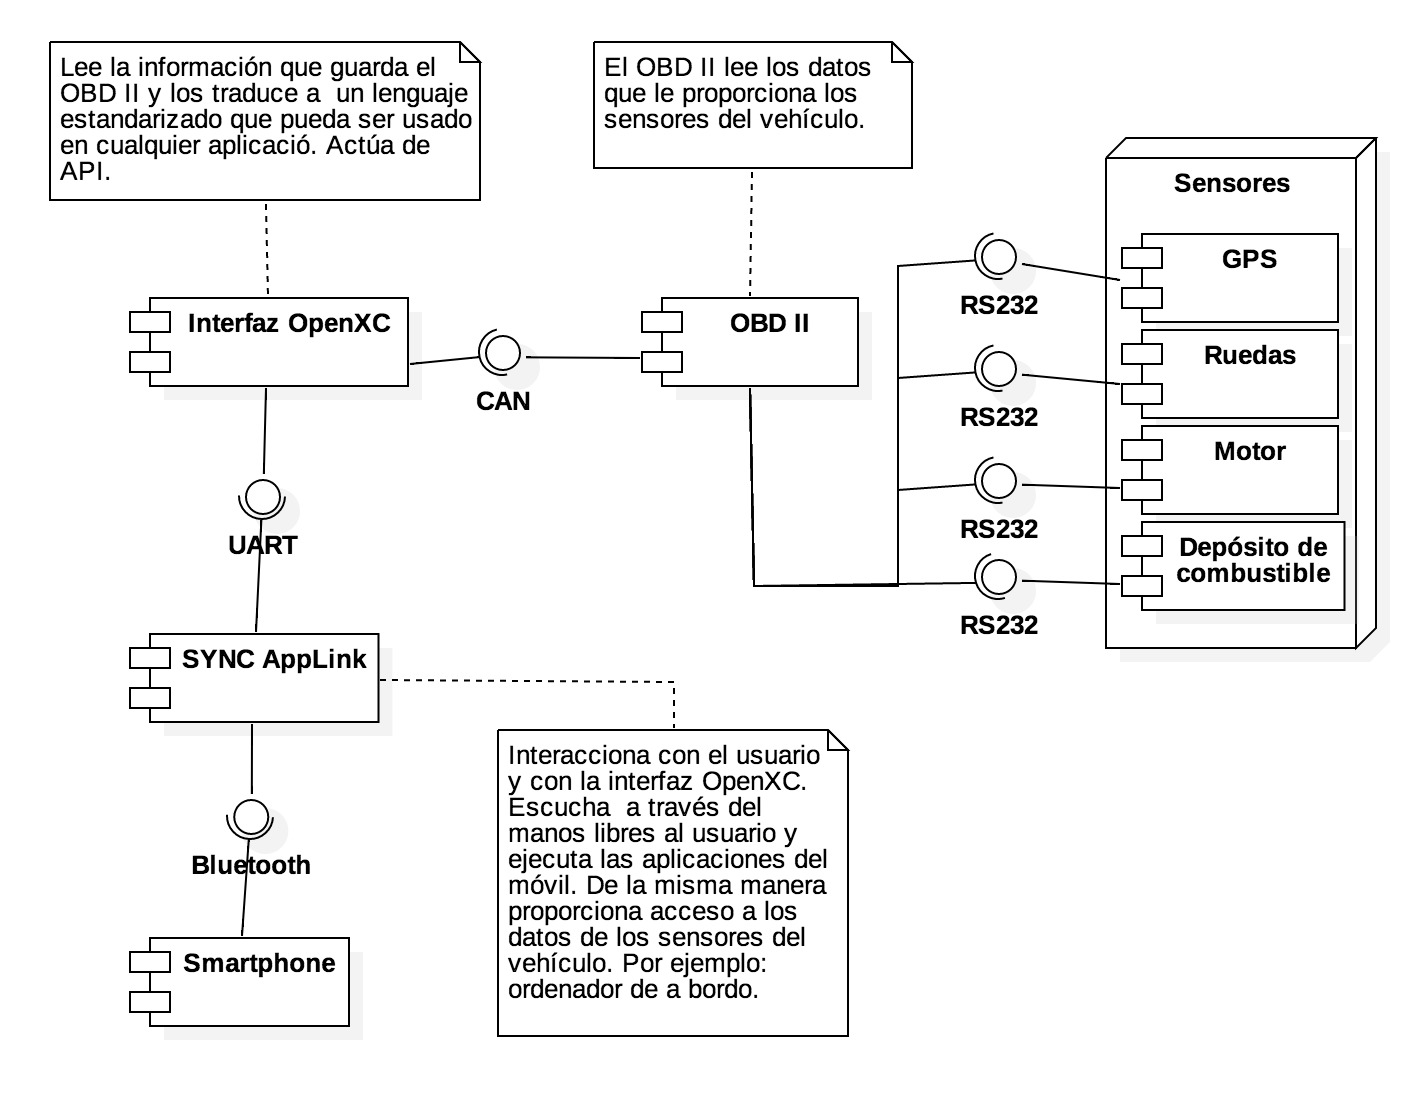 Lee la información que guarda el
OBD II y los traduce a  un lenguaje
estandarizado que pueda ser usado
en cualquier aplicació. Actúa de
API.
El OBD II lee los datos
que le proporciona los
sensores del vehículo.
Sensores
GPS
RS232
Interfaz OpenXC
OBD II
Ruedas
CAN
RS232
Motor
RS232
UART
Depósito de
combustible
RS232
SYNC AppLink
Interacciona con el usuario
y con la interfaz OpenXC.
Escucha  a través del
manos libres al usuario y
ejecuta las aplicaciones del
móvil. De la misma manera
proporciona acceso a los
datos de los sensores del
vehículo. Por ejemplo:
ordenador de a bordo.
Bluetooth
Smartphone